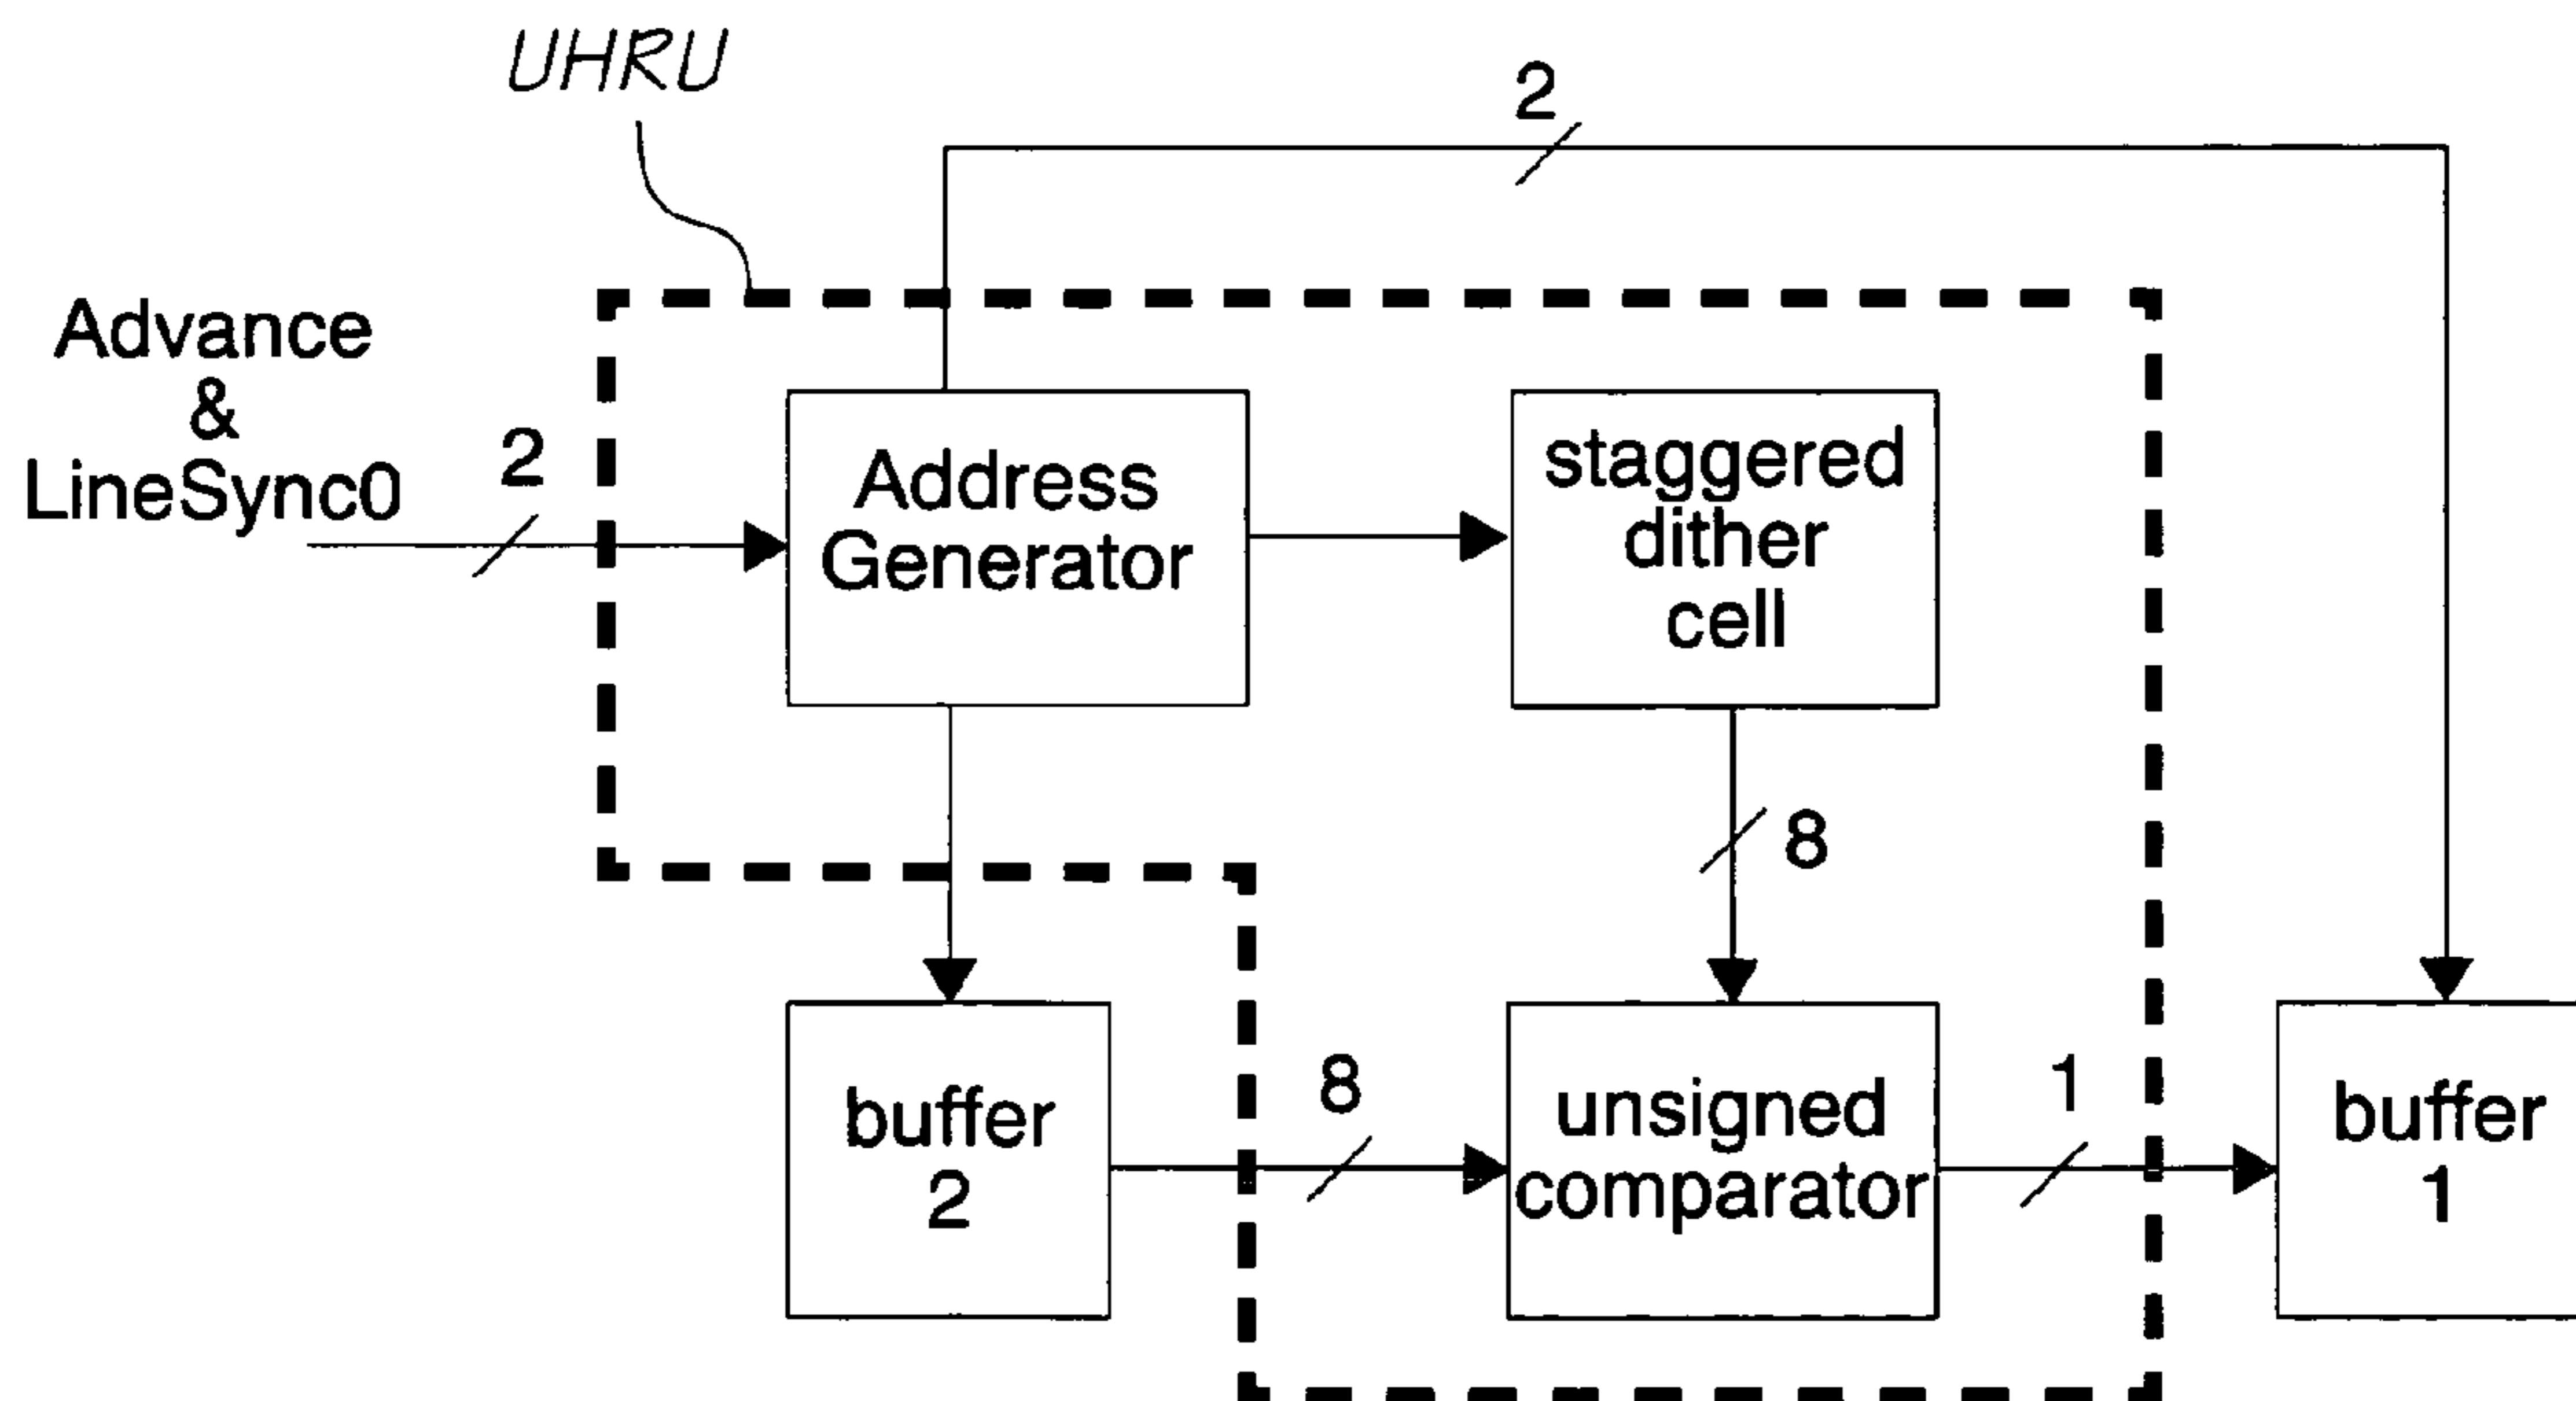 UHRU
2
Advance
&
LineSync0
2
Address
Generator
staggered
dither
cell
8
buffer
2
8
unsigned
comparator
1
buffer
1